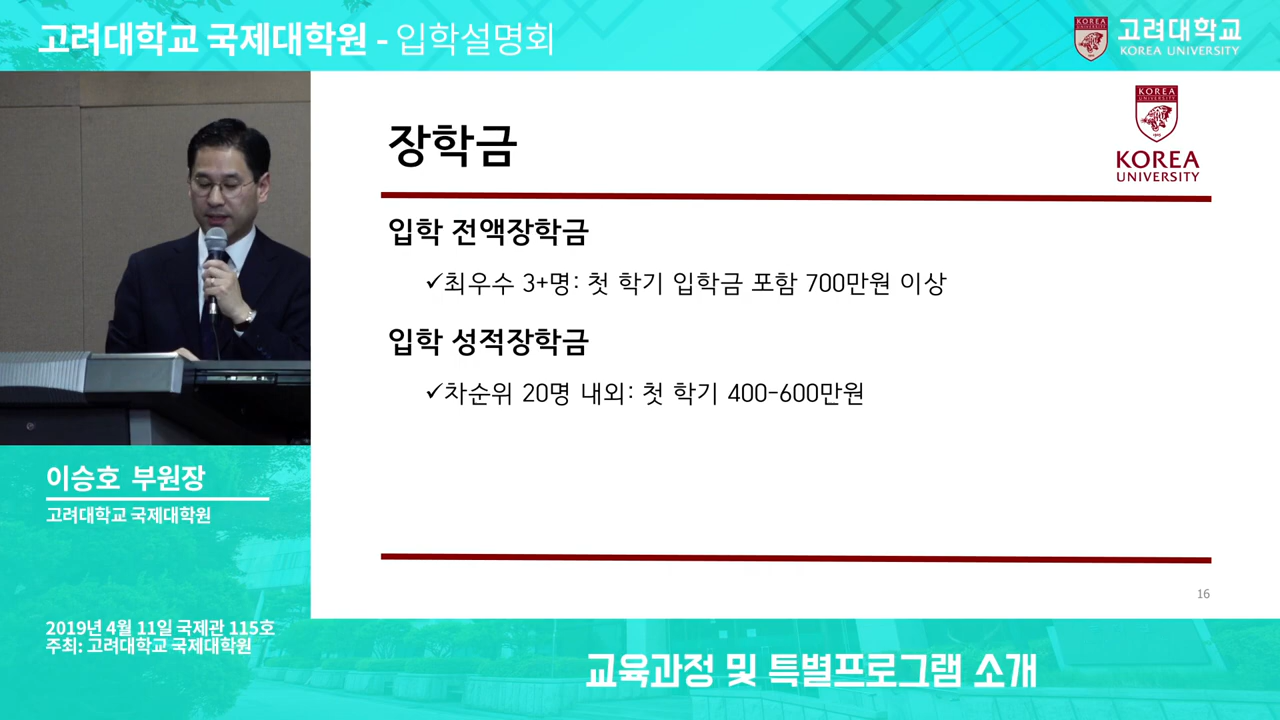 고려대학교 국제대학원 - 입학설명회
KOREA
고려대학교
KOREA UNIVERSITY
KOREA
UNIVERSITY
KOREA
UNIVERSITY
장학금
입학 전액장학금
✓최우수 3+명: 첫 학기 입학금 포함 700만원 이상
입학 성적장학금
✓차순위 20명 내외: 첫 학기 400-600만원
16
이승호 부원장
고려대학교 국제대학원
2019년 4월 11일 국제관 115호
주최: 고려대학교 국제대학원
교육과정 및 특별프로그램 소개